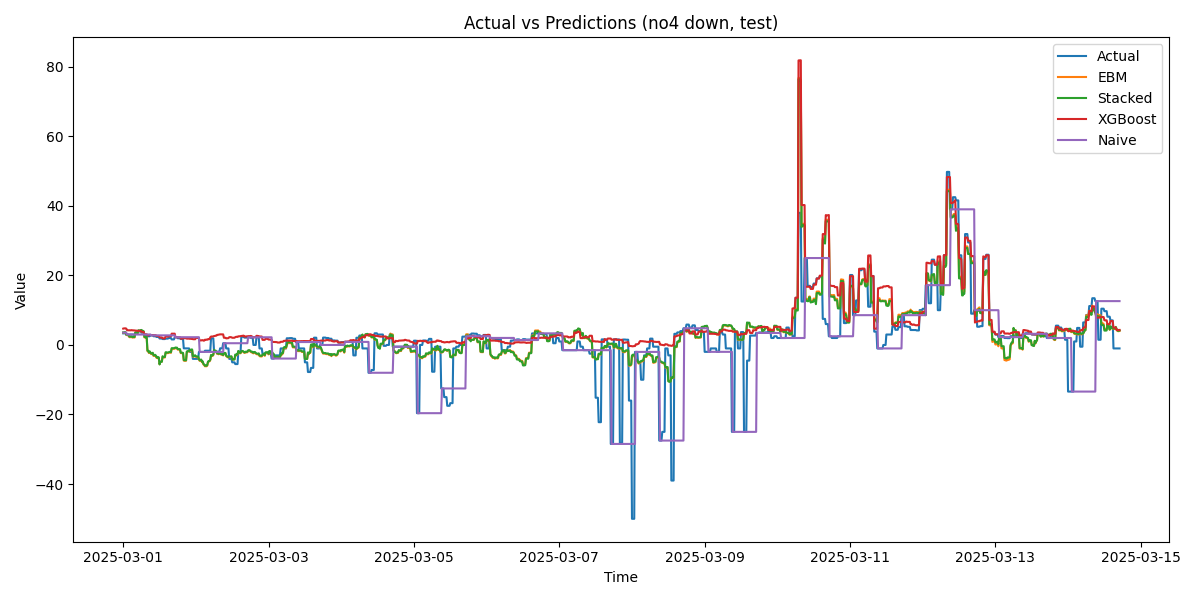 Actual vs Predictions (no4 down, test)
Actual
EBM
Stacked
XGBoost
Naive
Value
80
60
40
20
0
−20
−40
2025-03-01
2025-03-03
2025-03-05
2025-03-07
2025-03-09
2025-03-11
2025-03-13
2025-03-15
Time